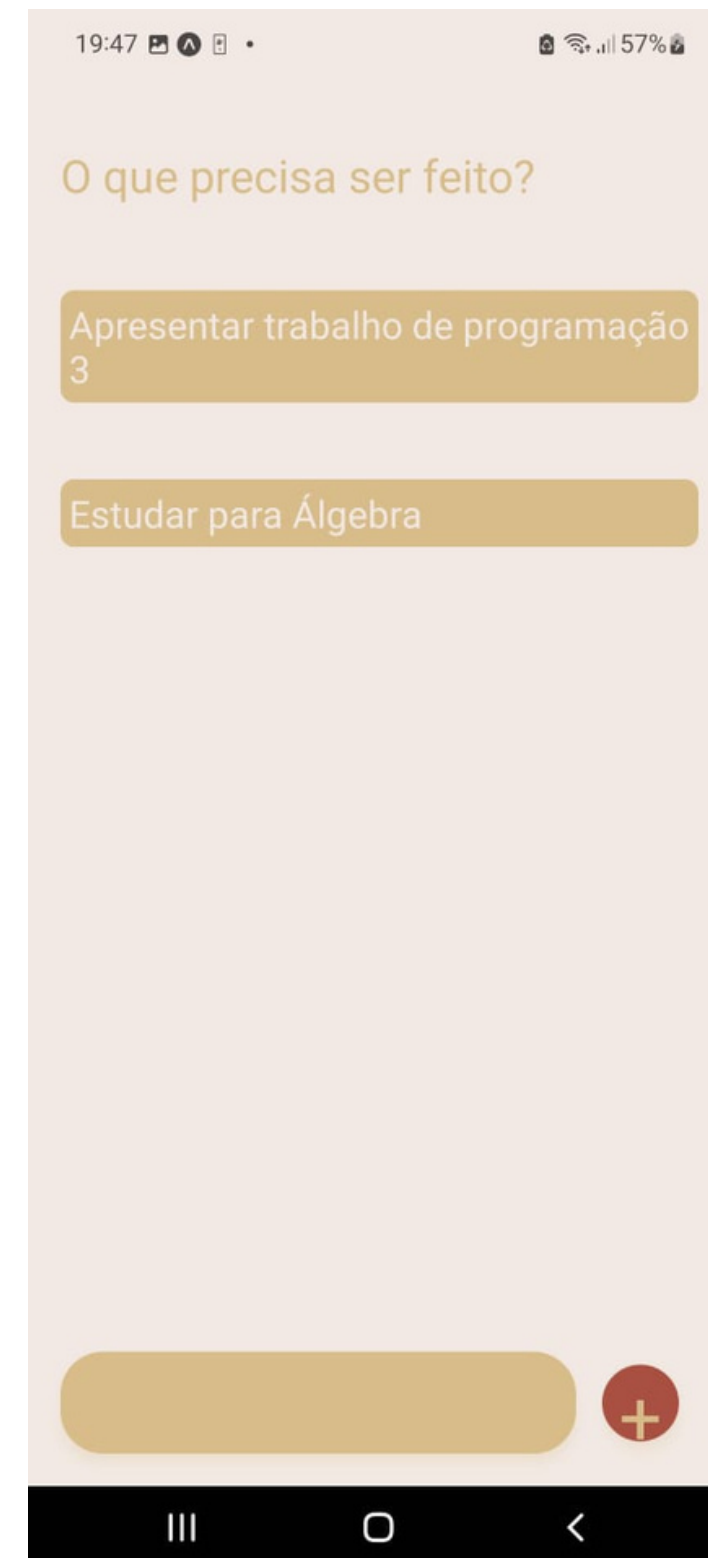 19:47
57%
O que precisa ser feito?
Apresentar trabalho de programação
3
Estudar para Álgebra
+